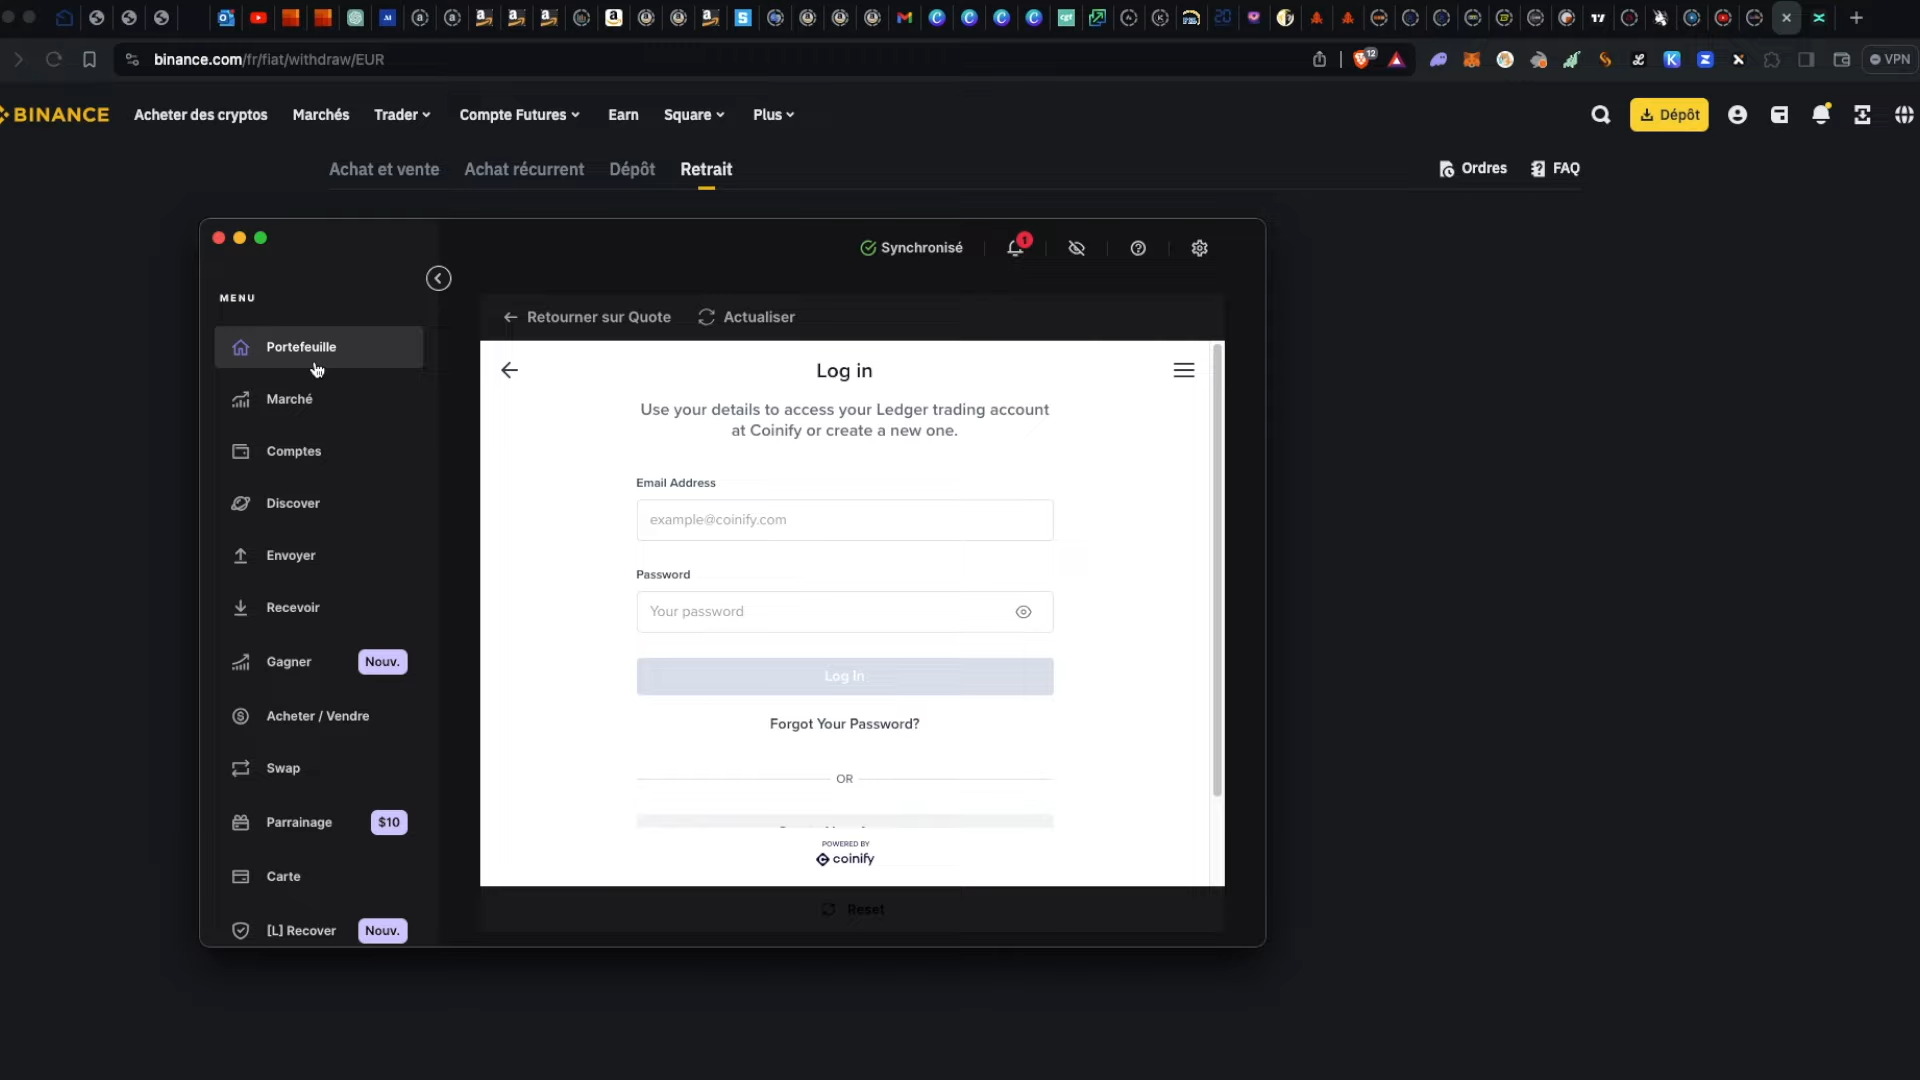 binance.com/fr/fiat/withdraw/EUR
12
VPN
BINANCE
Acheter des cryptos
Marchés
Trader
Compte Futures
Earn
Square
Plus
Dépôt
Achat et vente
Achat récurrent
Dépôt
Retrait
Ordres
FAQ
Synchronisé
1
MENU
Retourner sur Quote
Actualiser
Portefeuille
Marché
Comptes
Discover
Envoyer
Recevoir
Gagner
Nouv.
Acheter / Vendre
Swap
Parrainage
$10
Carte
[L] Recover
Nouv.
Log in
Use your details to access your Ledger trading account
at Coinify or create a new one.
Email Address
example@coinify.com
Password
Your password
Log In
Forgot Your Password?
OR
POWERED BY
coinify
Reset